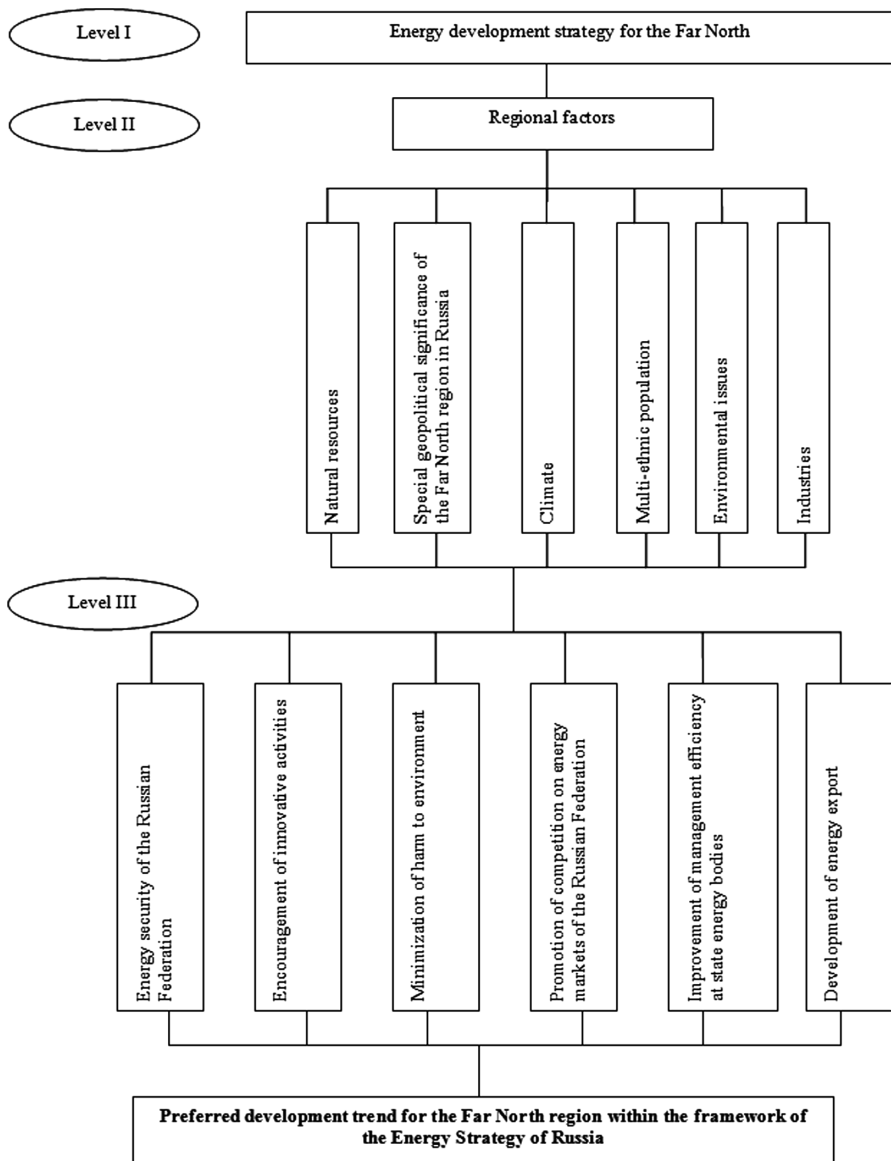 Level I
Energy development strategy for the Far North
Level II
Regional factors
Natural resources
Special geopolitical significance of
the Far North region in Russia
Climate
Multi-ethnic population
Environmental issues
Industries
Level III
Energy security of the Russian
Federation
Encouragement of innovative activities
Minimization of harm to environment
Promotion of competition on energy
markets of the Russian Federation
Improvement of management efficiency
at state energy bodies
Development of energy export
Preferred development trend for the Far North region within the framework of
the Energy Strategy of Russia